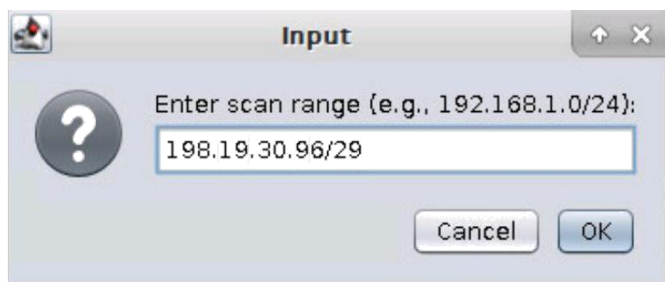 Input
Enter scan range (e.g., 192.168.1.0/24):
198.19.30.96/29
Cancel OK